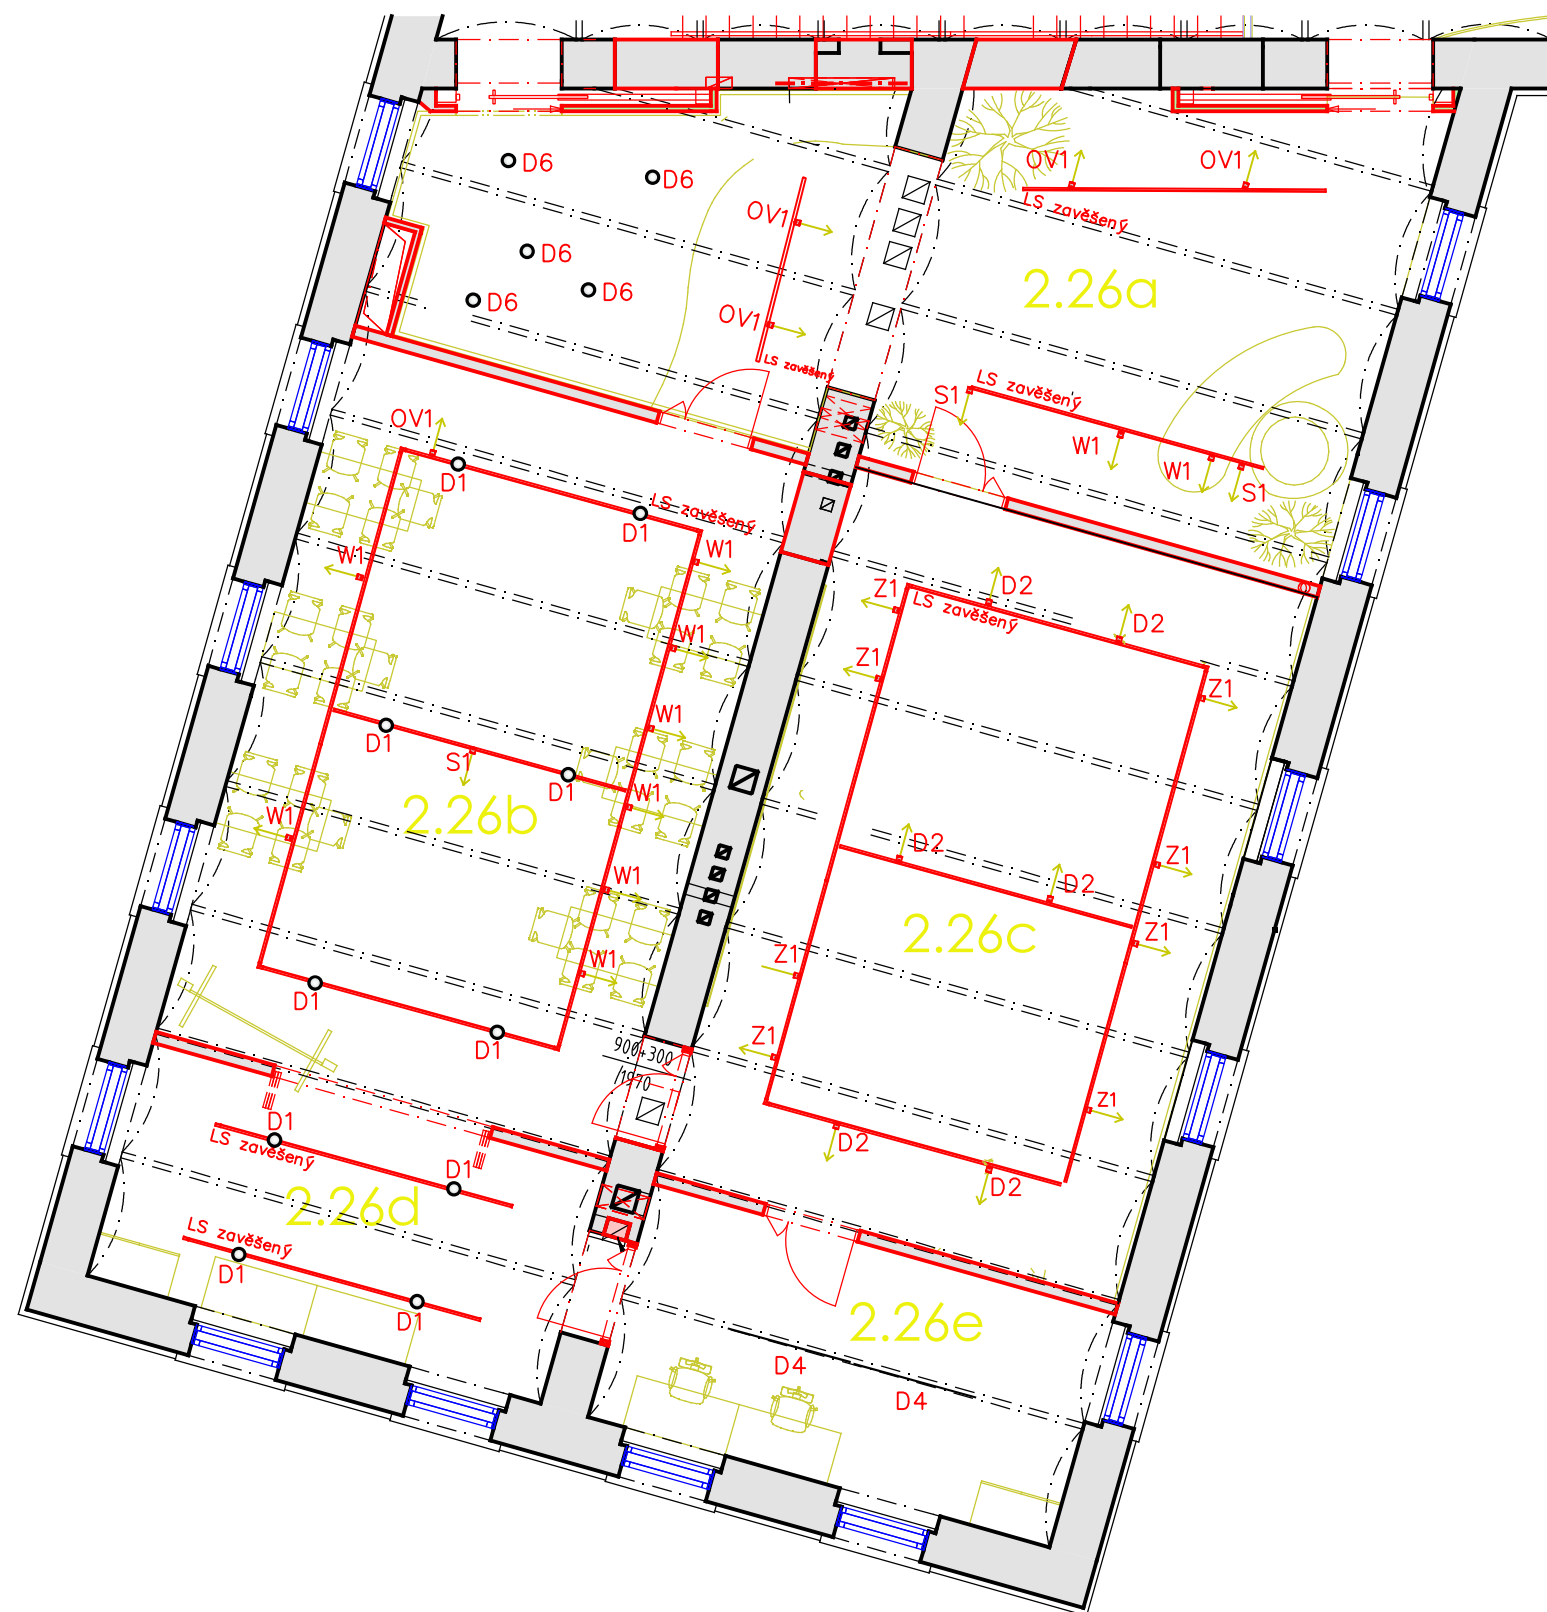 D6
D6
OV1
OV1
LS zavěšený
OV1
D6
D6
D6
2.26a
OV1
LS zavěšený
LS zavěšený
S1
W1
W1
S1
OV1
D1
D1
LS zavěšený
W1
W1
W1
W1
D1
S1
D1
2.26b
W1
W1
W1
W1
D1
D1
Z1
LS zavěšený
D2
D2
Z1
Z1
D2
D2
Z1
2.26c
Z1
Z1
Z1
Z1
D2
D2
900+300
/1970
D1
LS zavěšený
D1
2.26d
LS zavěšený
D1
D1
2.26e
D4
D4